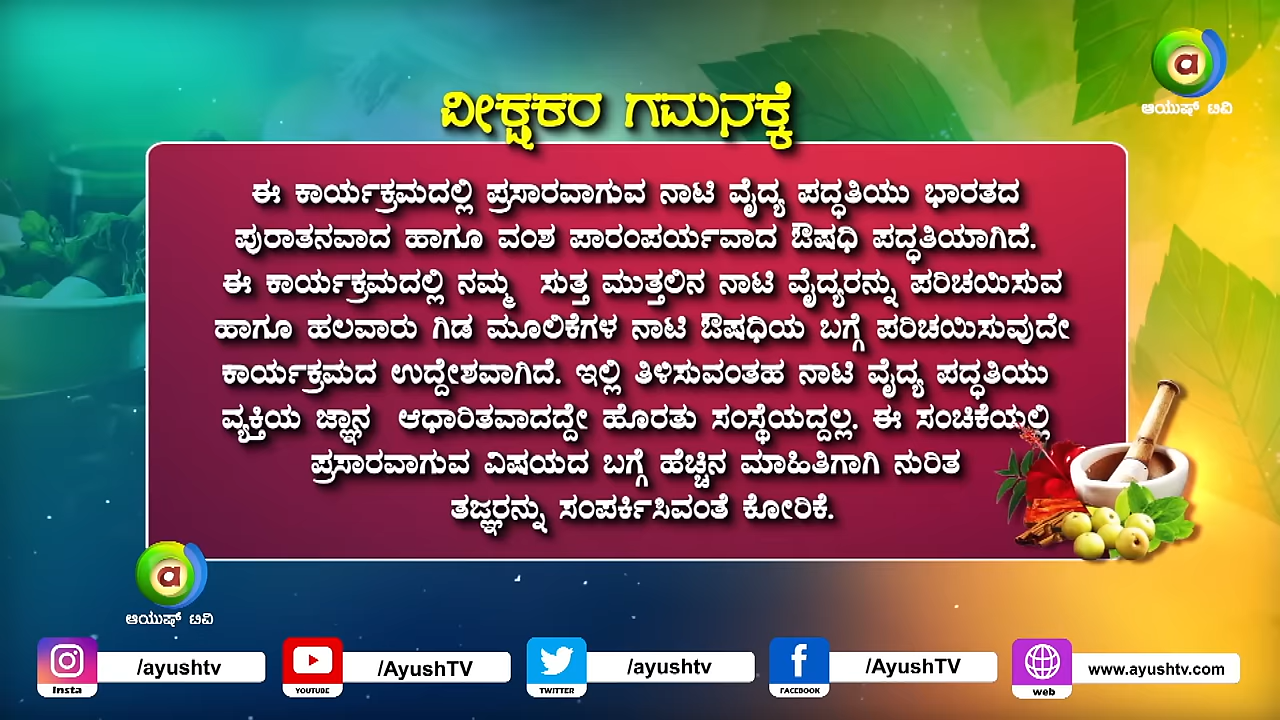 ಆಯುಷ್ ಟಿವಿ
ವೀಕ್ಷಕರ ಗಮನಕ್ಕೆ
ಈ ಕಾರ್ಯಕ್ರಮದಲ್ಲಿ ಪ್ರಸಾರವಾಗುವ ನಾಟಿ ವೈದ್ಯ ಪದ್ಧತಿಯು ಭಾರತದ
ಪುರಾತನವಾದ ಹಾಗೂ ವಂಶ ಪಾರಂಪರ್ಯವಾದ ಔಷಧಿ ಪದ್ಧತಿಯಾಗಿದೆ.
ಈ ಕಾರ್ಯಕ್ರಮದಲ್ಲಿ ನಮ್ಮ ಸುತ್ತ ಮುತ್ತಲಿನ ನಾಟಿ ವೈದ್ಯರನ್ನು ಪರಿಚಯಿಸುವ
ಹಾಗೂ ಹಲವಾರು ಗಿಡ ಮೂಲಿಕೆಗಳ ನಾಟಿ ಔಷಧಿಯ ಬಗ್ಗೆ ಪರಿಚಯಿಸುವುದೇ
ಕಾರ್ಯಕ್ರಮದ ಉದ್ದೇಶವಾಗಿದೆ. ಇಲ್ಲಿ ತಿಳಿಸುವಂತಹ ನಾಟಿ ವೈದ್ಯ ಪದ್ಧತಿಯು
ವ್ಯಕ್ತಿಯ ಜ್ಞಾನ ಆಧಾರಿತವಾದದ್ದೇ ಹೊರತು ಸಂಸ್ಥೆಯದ್ದಲ್ಲ. ಈ ಸಂಚಿಕೆಯಲ್ಲಿ
ಪ್ರಸಾರವಾಗುವ ವಿಷಯದ ಬಗ್ಗೆ ಹೆಚ್ಚಿನ ಮಾಹಿತಿಗಾಗಿ ನುರಿತ
ತಜ್ಞರನ್ನು ಸಂಪರ್ಕಿಸಿವಂತೆ ಕೋರಿಕೆ.
ಆಯುಷ್ ಟಿವಿ
Insta /ayushtv
YOUTUBE /AyushTV
TWITTER /ayushtv
FACEBOOK /AyushTV
web www.ayushtv.com